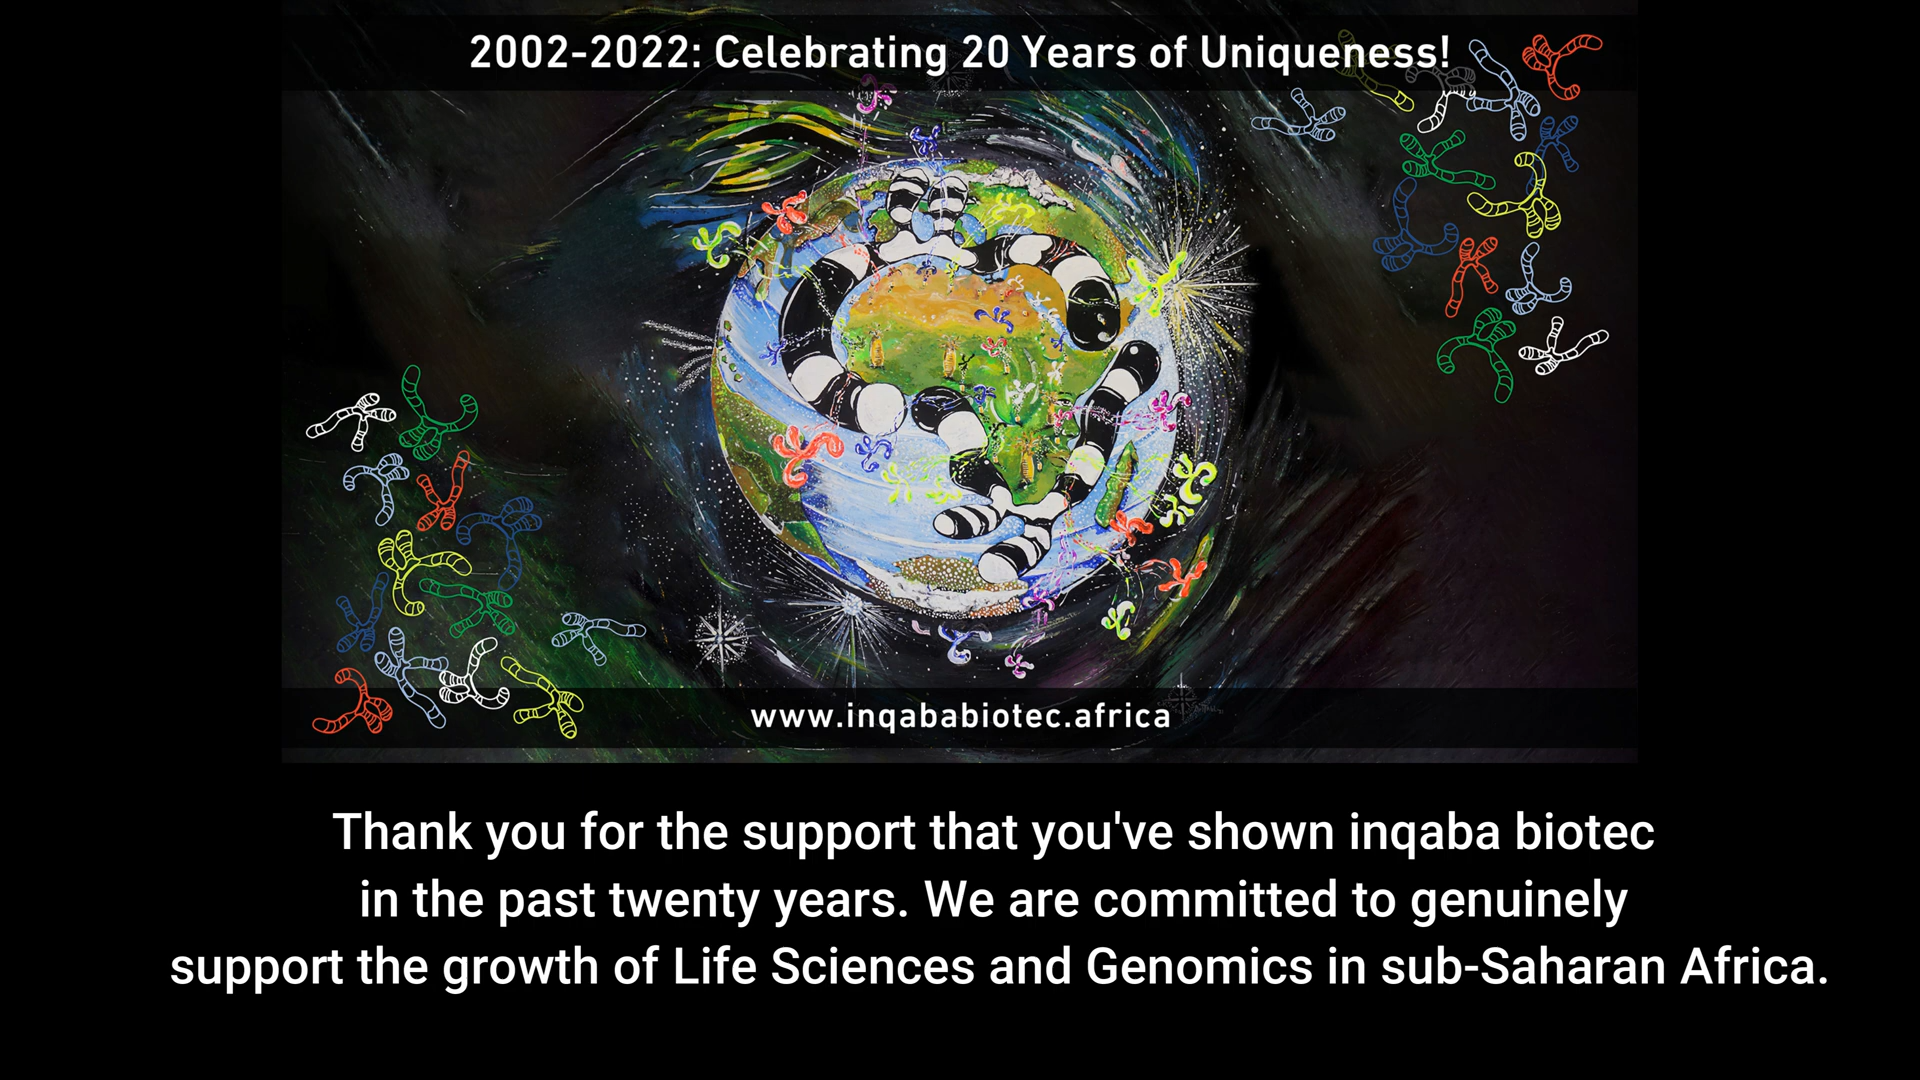 2002-2022: Celebrating 20 Years of Uniqueness!
www.inqababiotec.africa
Thank you for the support that you've shown inqaba biotec
in the past twenty years. We are committed to genuinely
support the growth of Life Sciences and Genomics in sub-Saharan Africa.